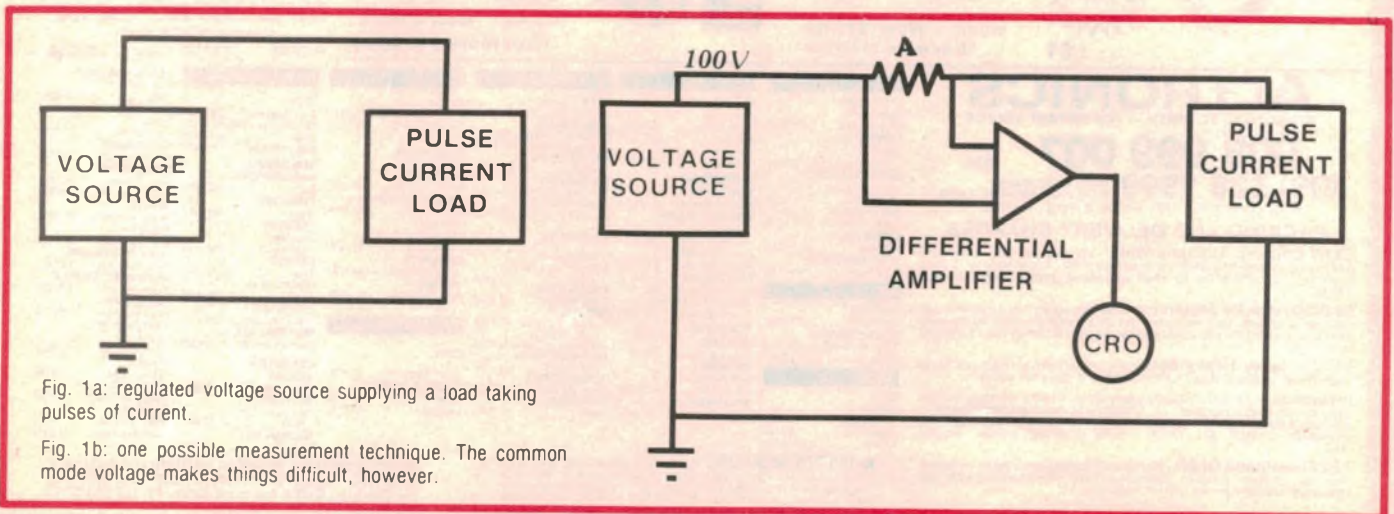 VOLTAGE
SOURCE
PULSE
CURRENT
LOAD
Fig. 1a: regulated voltage source supplying a load taking
pulses of current.
Fig. 1b: one possible measurement technique. The common
mode voltage makes things difficult, however.
100V
A
VOLTAGE
SOURCE
DIFFERENTIAL
AMPLIFIER
CRO
PULSE
CURRENT
LOAD